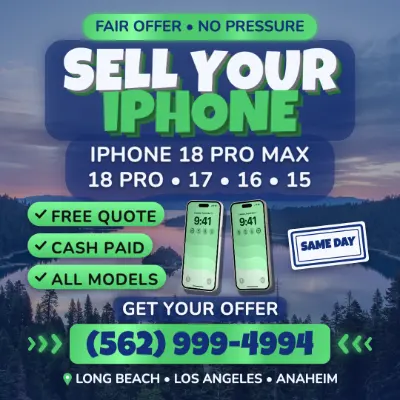 FAIR OFFER • NO PRESSURE
SELL YOUR
IPHONE
IPHONE 18 PRO MAX
18 PRO • 17 • 16 • 15
FREE QUOTE
CASH PAID
ALL MODELS
9:41
9:41
SAME DAY
GET YOUR OFFER
(562) 999-4994
LONG BEACH • LOS ANGELES • ANAHEIM